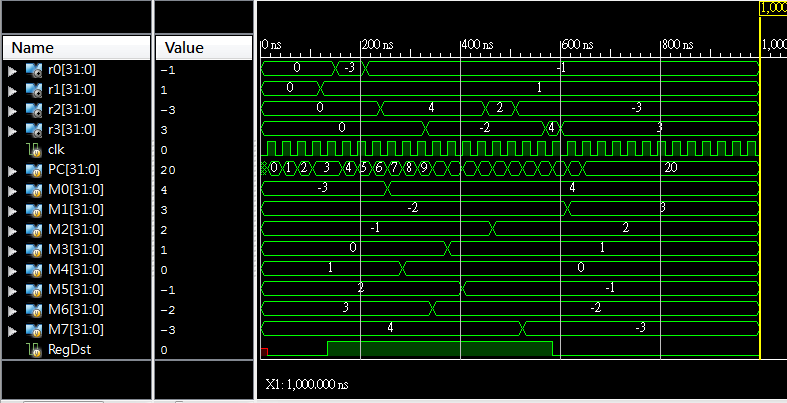 1,000
Name Value
0 ns 200 ns 400 ns 600 ns 800 ns 1,00
r0[31:0] -1 0 -3 -1
r1[31:0] 1 0 1
r2[31:0] -3 0 4 2 -3
r3[31:0] 3 0 -2 4 3
clk 0
PC[31:0] 20 0 1 2 3 4 5 6 7 8 9 20
M0[31:0] 4 -3 4
M1[31:0] 3 -2 3
M2[31:0] 2 -1 2
M3[31:0] 1 0 1
M4[31:0] 0 1 0
M5[31:0] -1 2 -1
M6[31:0] -2 3 -2
M7[31:0] -3 4 -3
RegDst 0
X1: 1,000.000 ns